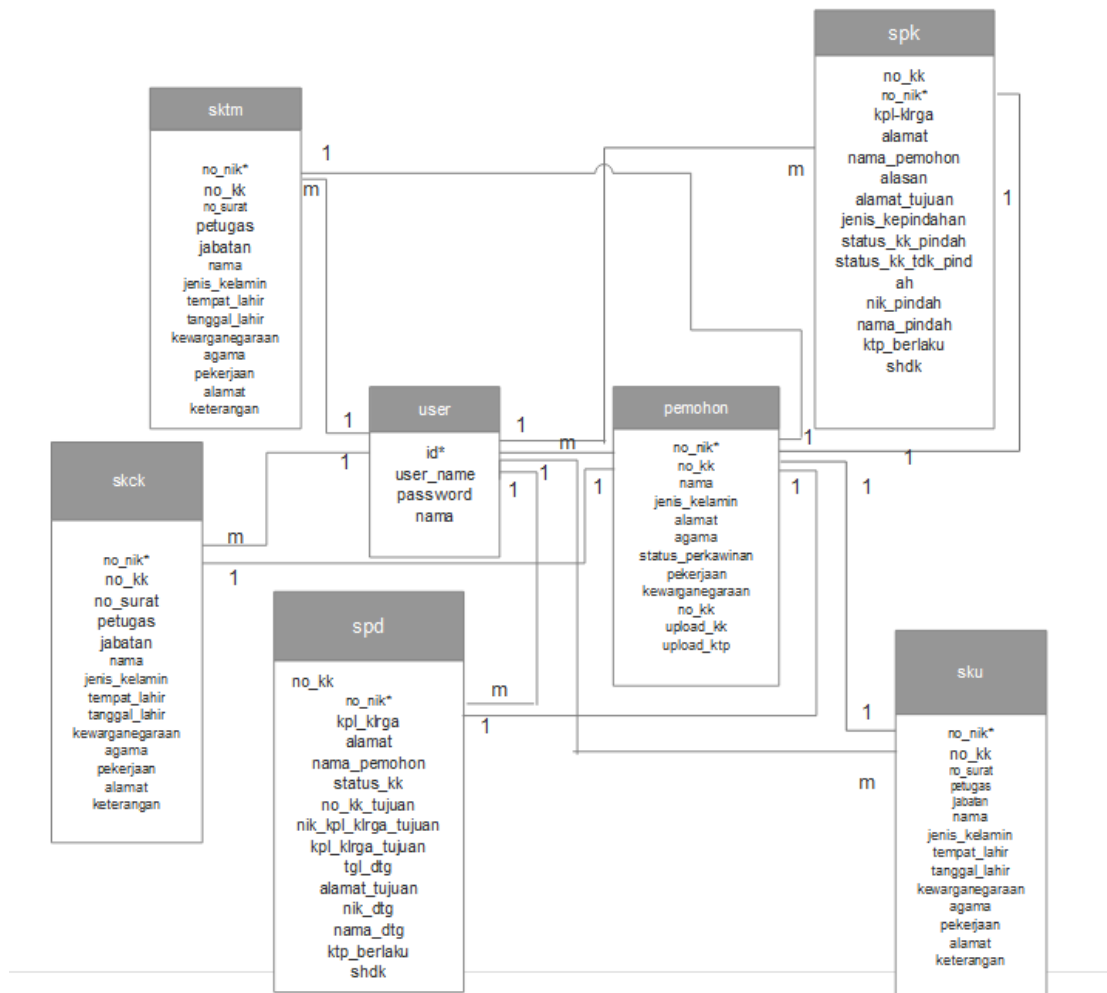 spk
no_kk
no_nik*
kpl-klrga
alamat
nama_pemohon
alasan
alamat_tujuan
jenis_kepindahan
status_kk_pindah
status_kk_tdk_pind
ah
nik_pindah
nama_pindah
ktp_berlaku
shdk
sktm
no_nik*
no_kk
no_surat
petugas
jabatan
nama
jenis_kelamin
tempat_lahir
tanggal_lahir
kewarganegaraan
agama
pekerjaan
alamat
keterangan
1
m
m
1
user
id*
user_name
password
nama
1
1
1
m
1
1
pemohon
no_nik*
no_kk
nama
jenis_kelamin
alamat
agama
status_perkawinan
pekerjaan
kewarganegaraan
no_kk
upload_kk
upload_ktp
1
1
1
1
1
skck
no_nik*
no_kk
no_surat
petugas
jabatan
nama
jenis_kelamin
tempat_lahir
tanggal_lahir
kewarganegaraan
agama
pekerjaan
alamat
keterangan
m
1
spd
no_kk
no_nik*
kpl_klrga
alamat
nama_pemohon
status_kk
no_kk_tujuan
nik_kpl_klrga_tujuan
kpl_klrga_tujuan
tgl_dtg
alamat_tujuan
nik_dtg
nama_dtg
ktp_berlaku
shdk
m
1
sku
no_nik*
no_kk
no_surat
petugas
jabatan
nama
jenis_kelamin
tempat_lahir
tanggal_lahir
kewarganegaraan
agama
pekerjaan
alamat
keterangan
1
m